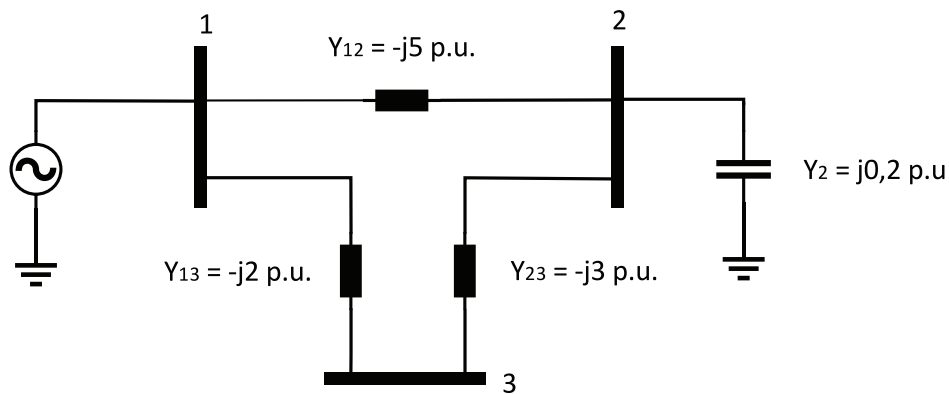 1
2
Y12 = -j5 p.u.
Y2 = j0,2 p.u
Y13 = -j2 p.u.
Y23 = -j3 p.u.
3